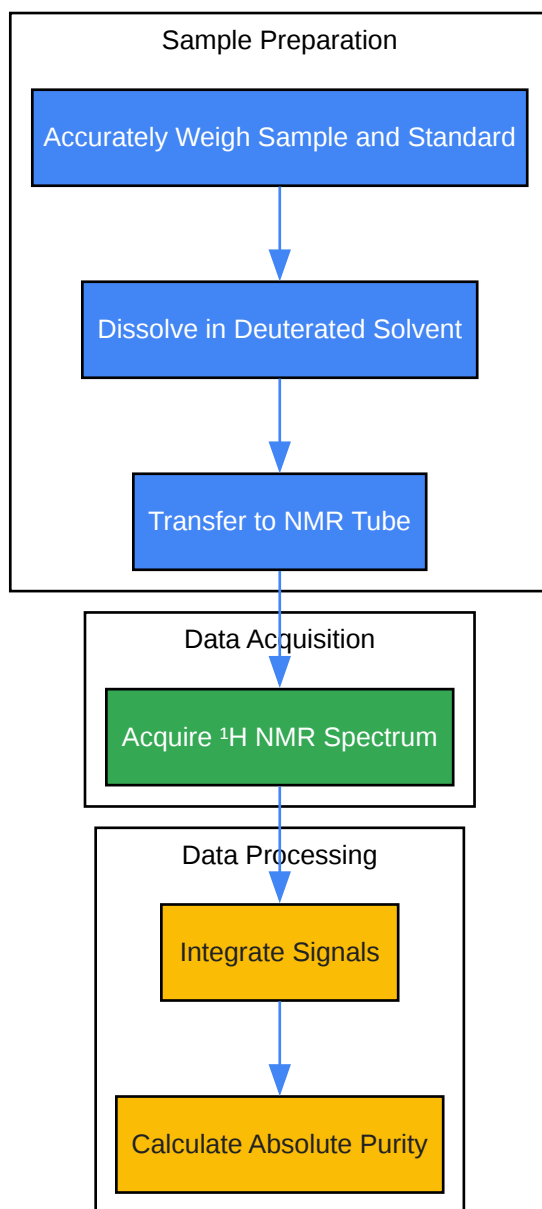 Sample Preparation
Accurately Weigh Sample and Standard
Dissolve in Deuterated Solvent
Transfer to NMR Tube
Data Acquisition
Acquire ¹H NMR Spectrum
Data Processing
Integrate Signals
Calculate Absolute Purity